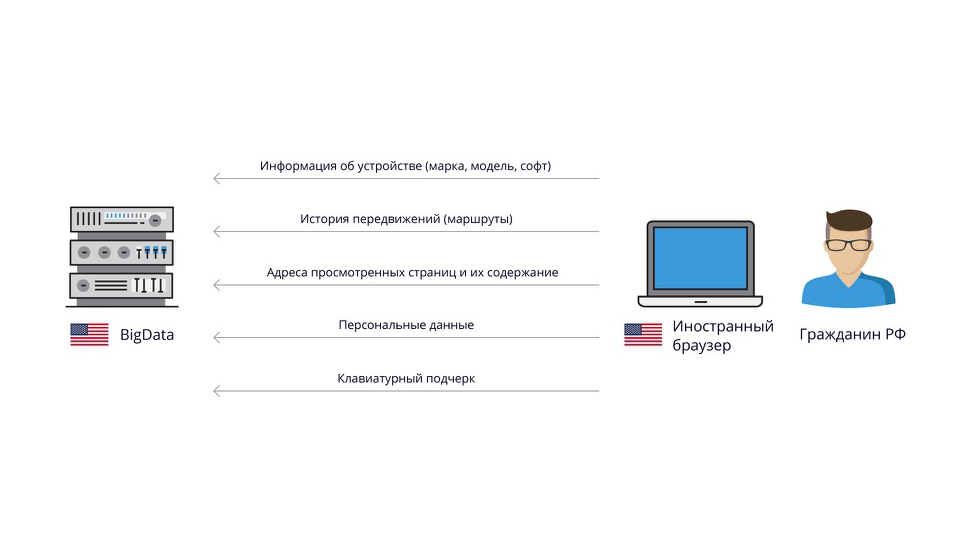 Информация об устройстве (марка, модель, софт)
История передвижений (маршруты)
Адреса просмотренных страниц и их содержание
Персональные данные
Клавиатурный подчерк
BigData
Иностранный
браузер
Гражданин РФ